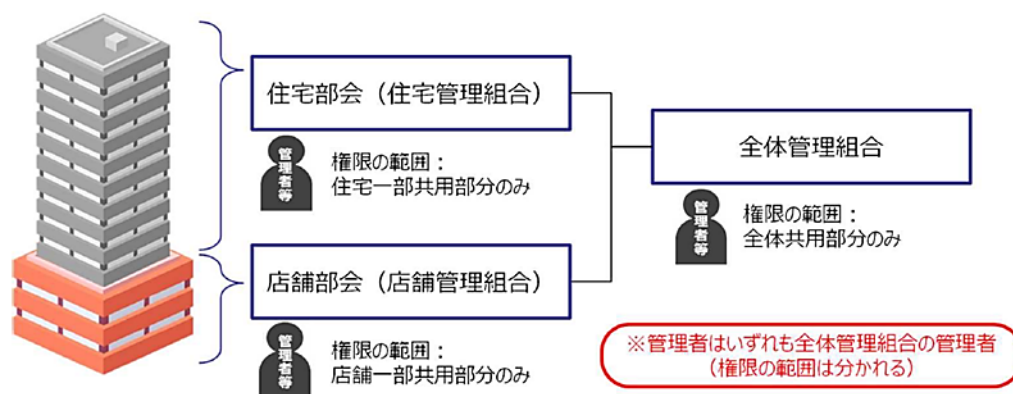 住宅部会（住宅管理組合）
管理者等
権限の範囲：
住宅一部共用部分のみ
店舗部会（店舗管理組合）
管理者等
権限の範囲：
店舗一部共用部分のみ
全体管理組合
管理者等
権限の範囲：
全体共用部分のみ
※管理者はいずれも全体管理組合の管理者
（権限の範囲は分かれる）